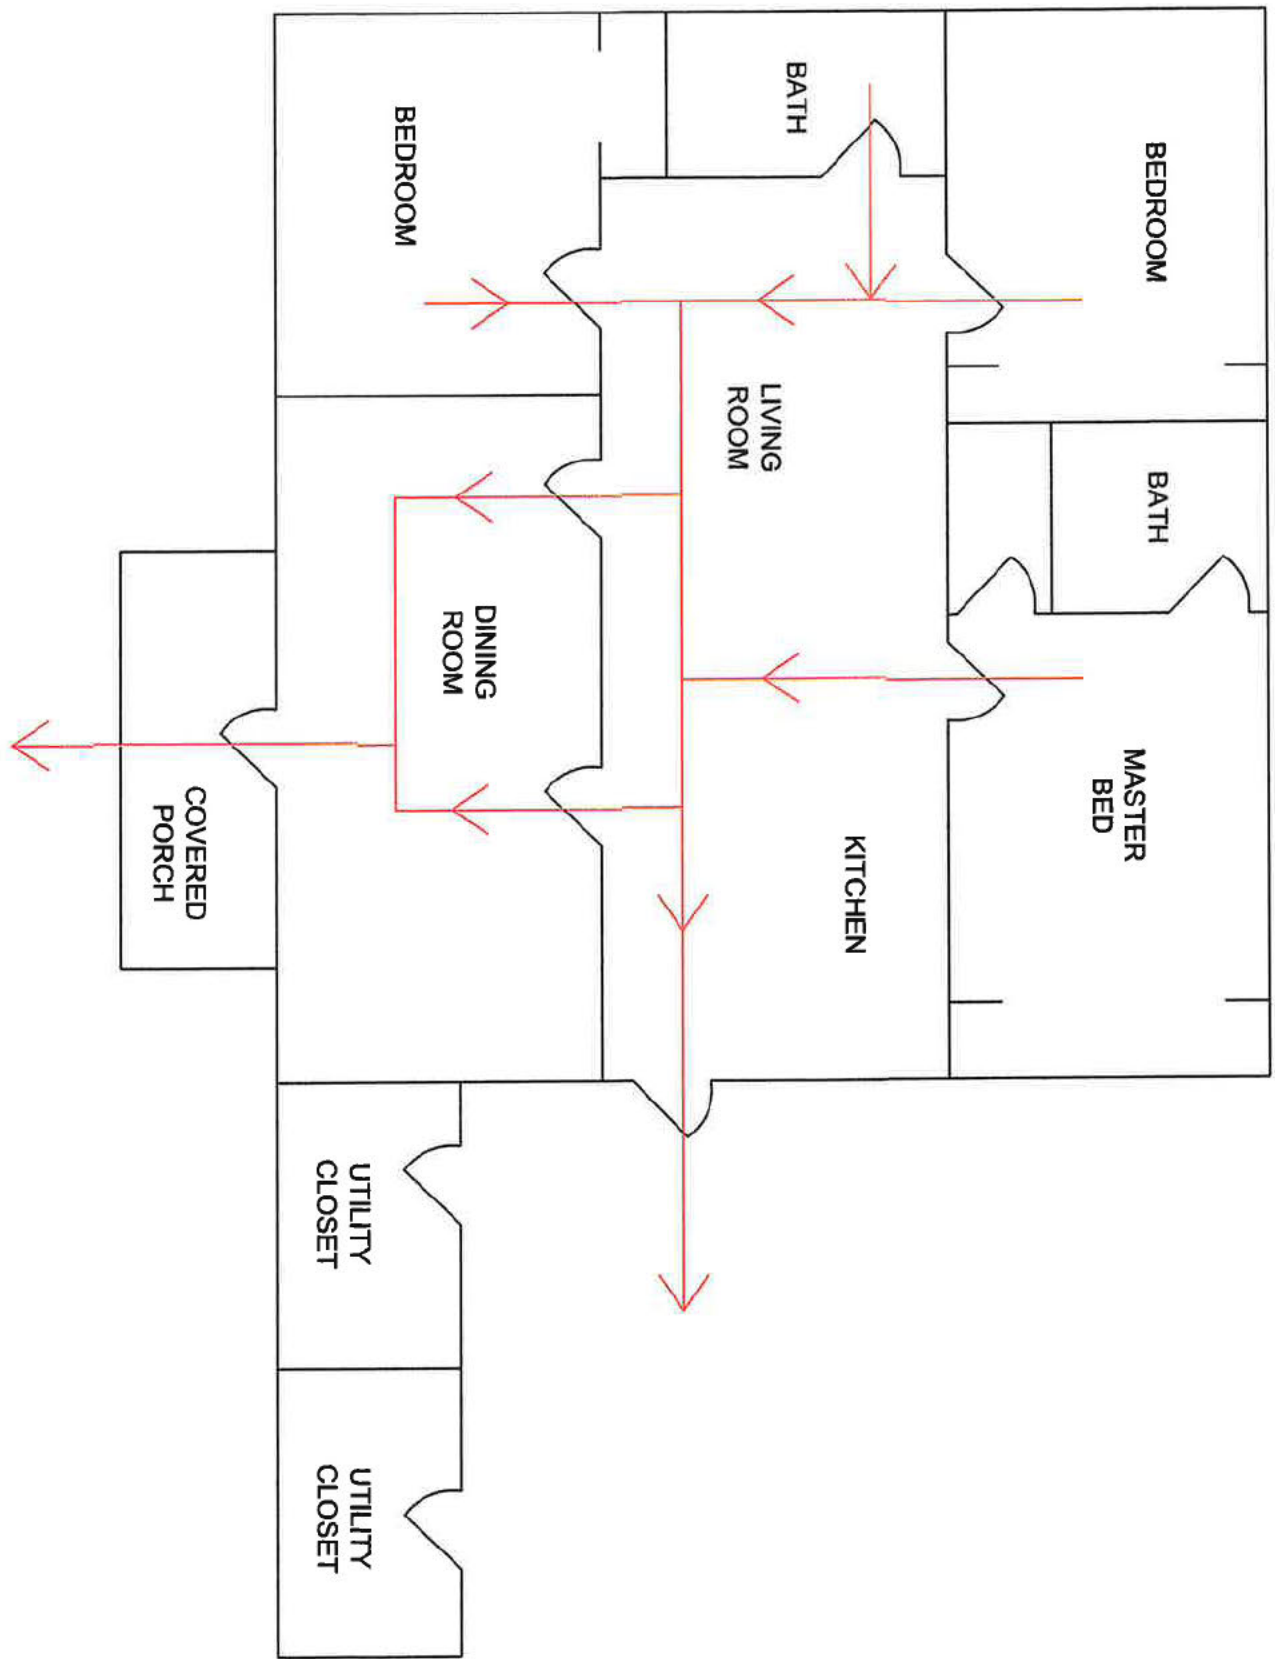 BEDROOM
BATH
BEDROOM
BATH
LIVING
ROOM
MASTER
BED
KITCHEN
DINING
ROOM
COVERED
PORCH
UTILITY
CLOSET
UTILITY
CLOSET